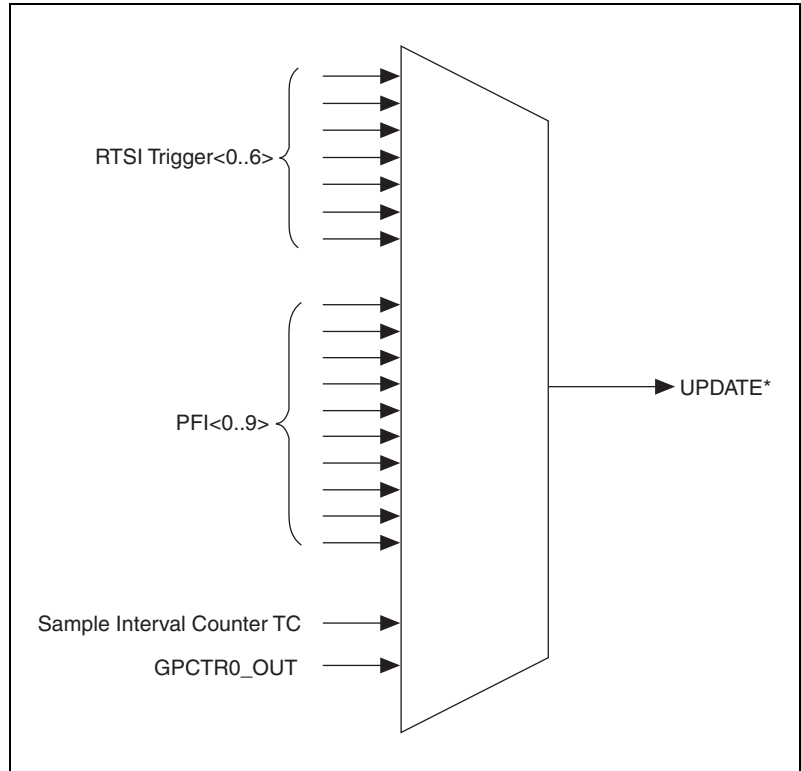 RTSI Trigger<0..6>
PFI<0..9>
UPDATE*
Sample Interval Counter TC
GPCTR0_OUT